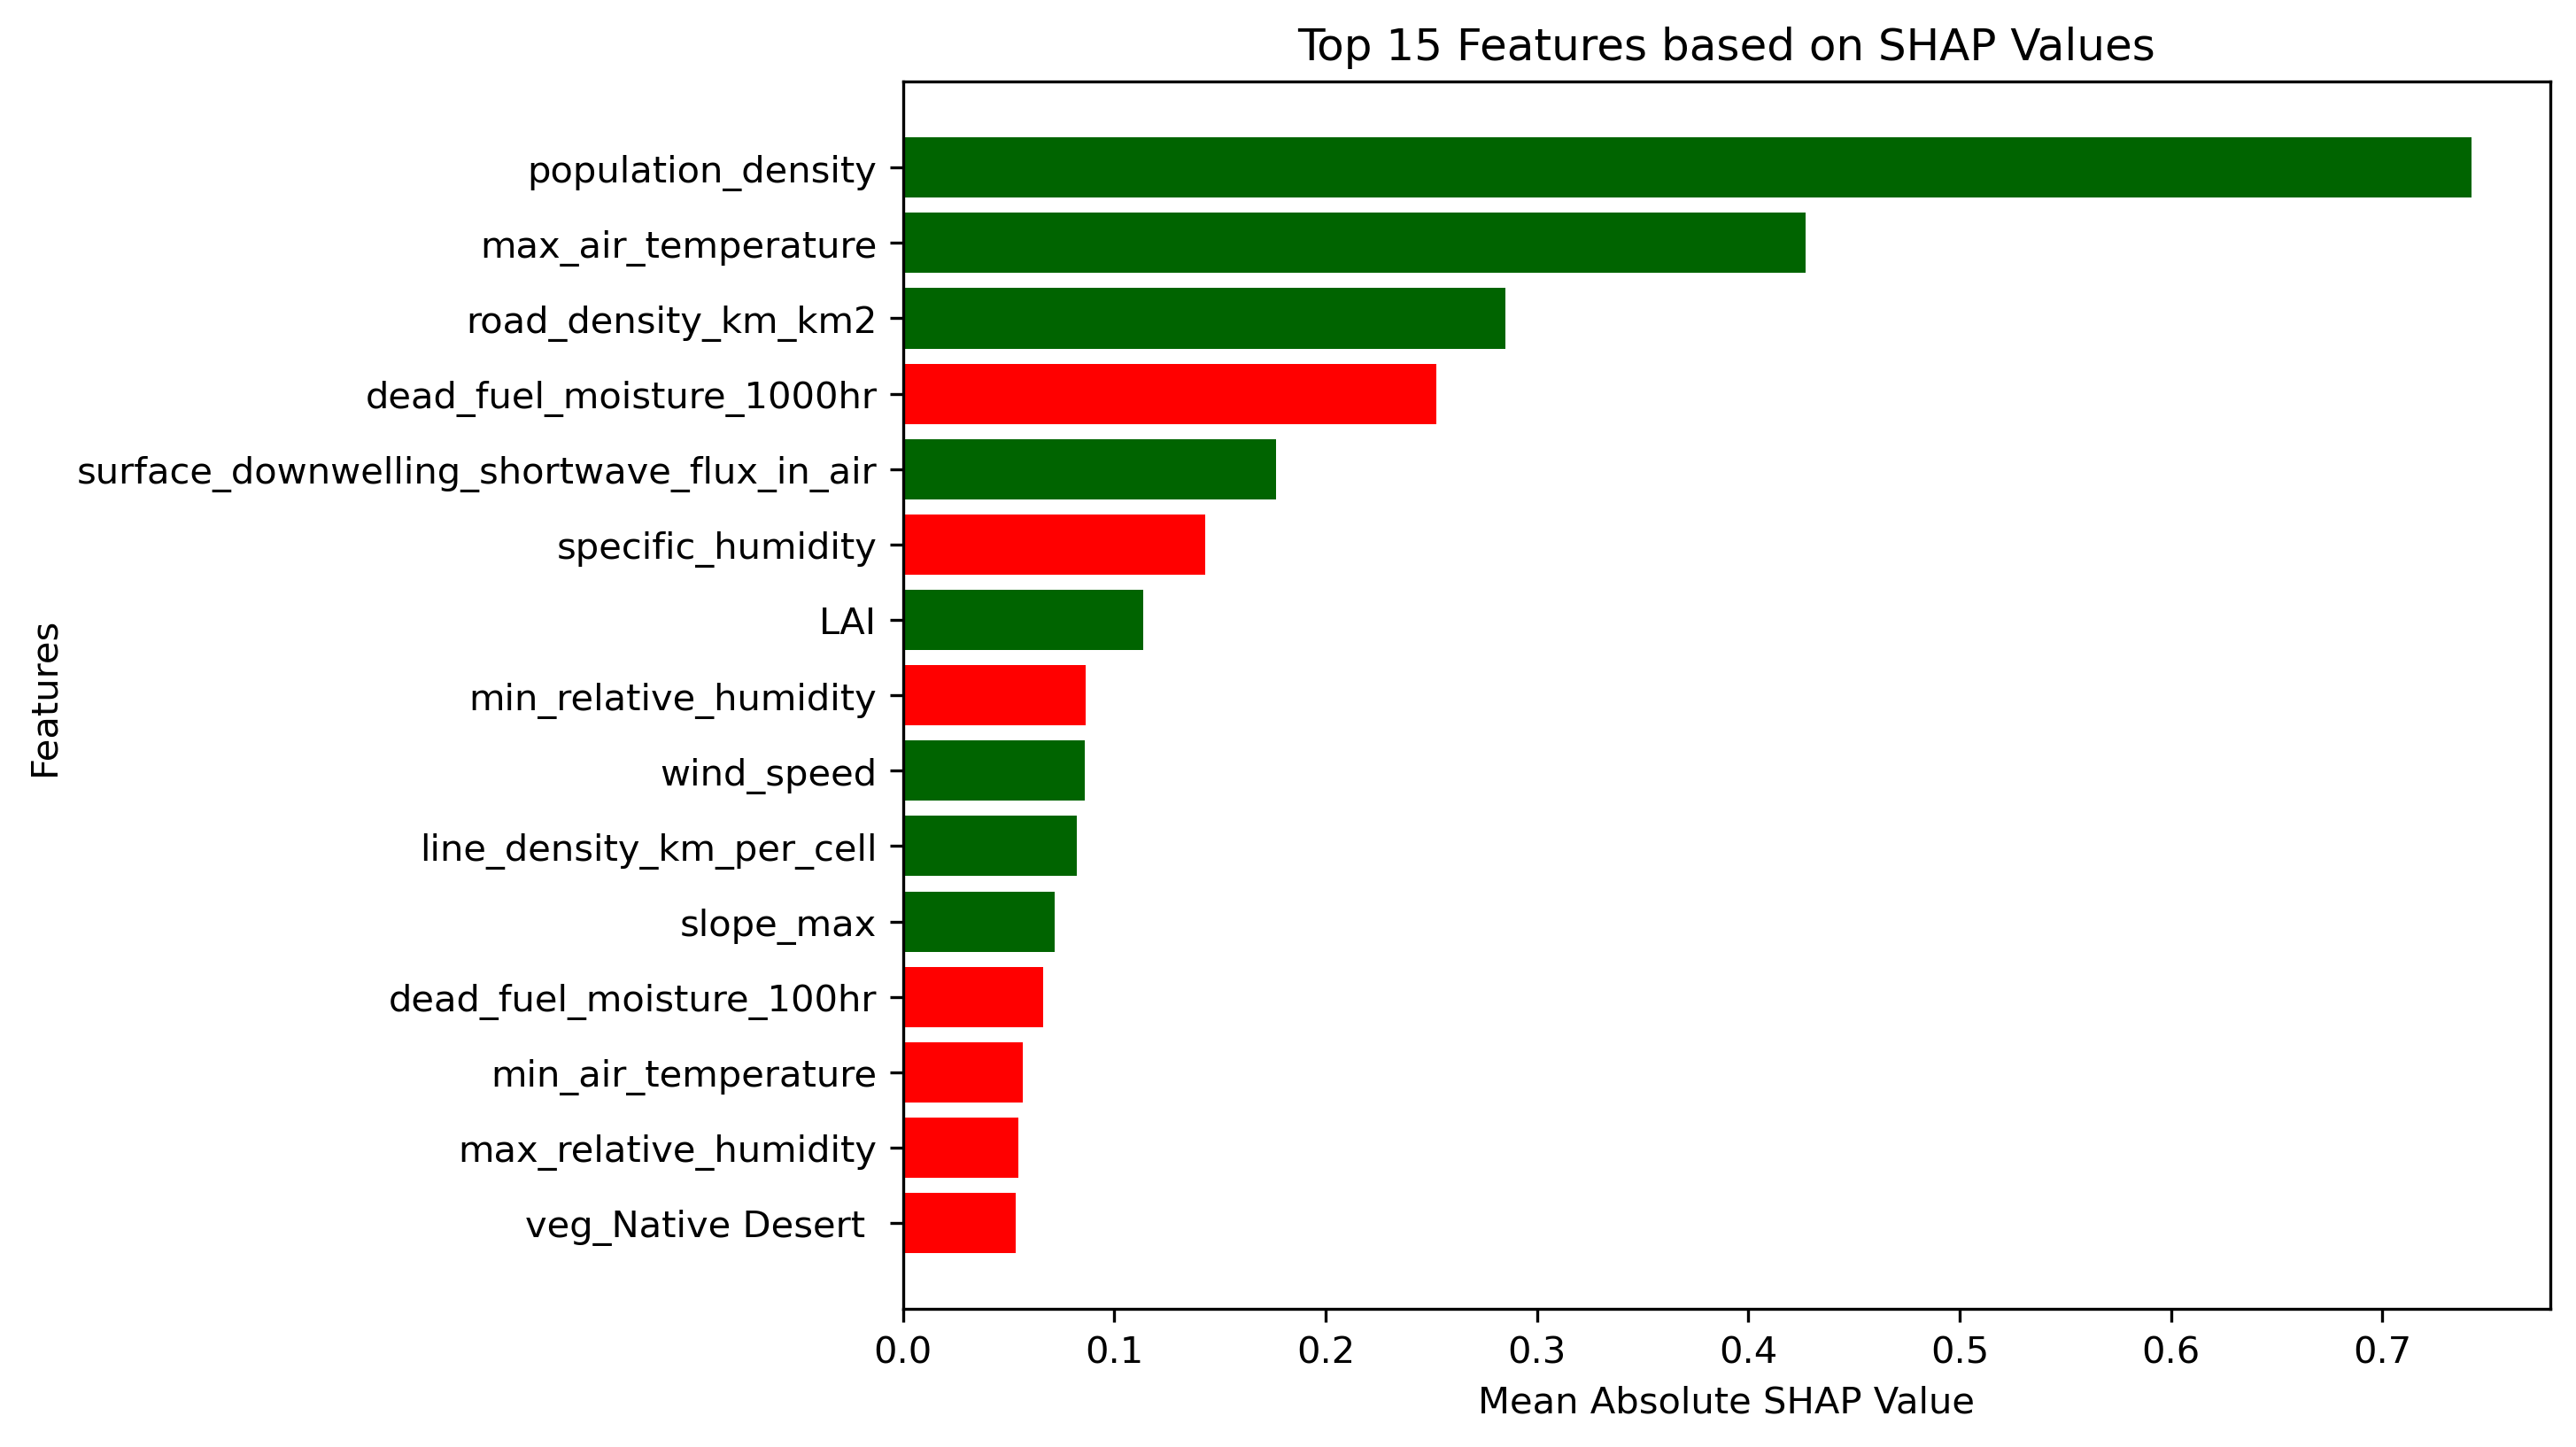 Top 15 Features based on SHAP Values
population_density
max_air_temperature
road_density_km_km2
dead_fuel_moisture_1000hr
surface_downwelling_shortwave_flux_in_air
specific_humidity
LAI
min_relative_humidity
wind_speed
line_density_km_per_cell
slope_max
dead_fuel_moisture_100hr
min_air_temperature
max_relative_humidity
veg_Native Desert
Features
0.0 0.1 0.2 0.3 0.4 0.5 0.6 0.7
Mean Absolute SHAP Value